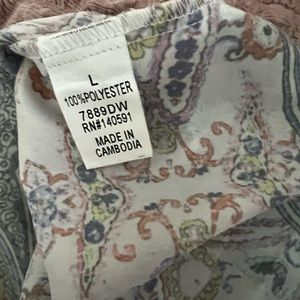 L
100%POLYESTER
7889DW
RN#140591
MADE IN
CAMBODIA